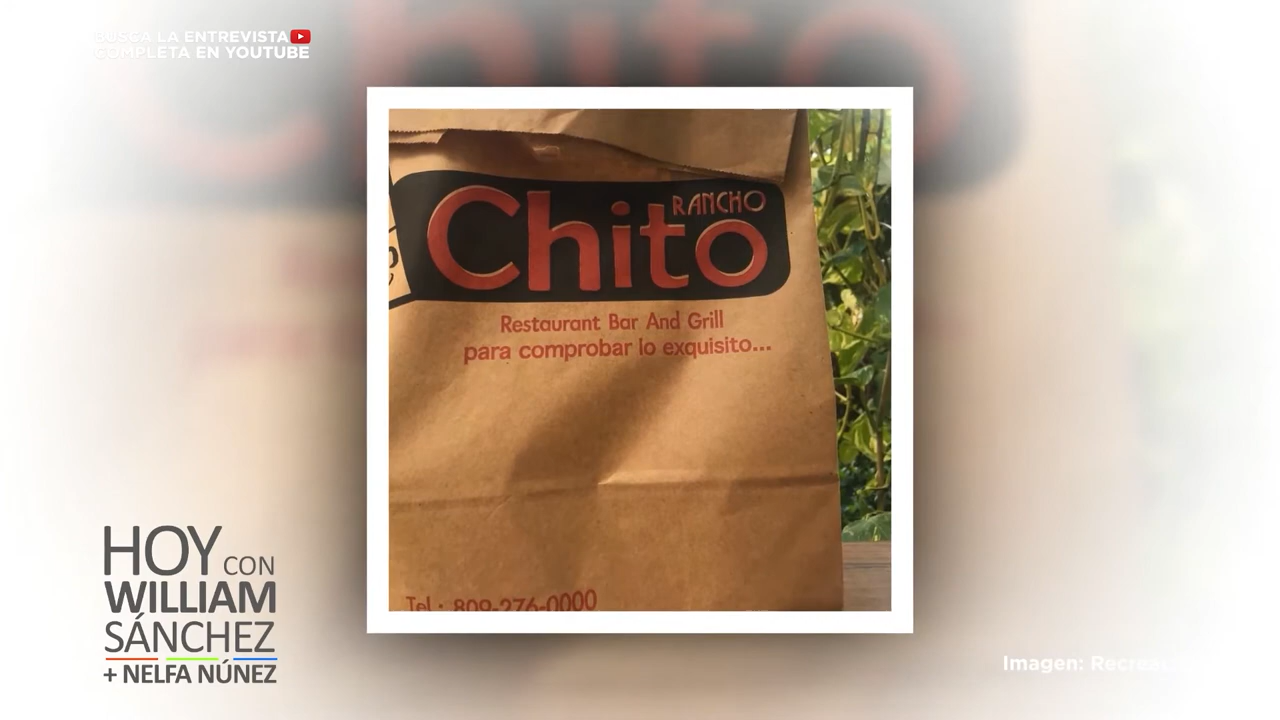 BUSCA LA ENTREVISTA
COMPLETA EN YOUTUBE
Chito
RANCHO
Restaurant Bar And Grill
para comprobar lo exquisito...
Tel.: 809-276-0000
HOY CON
WILLIAM
SÁNCHEZ
+ NELFA NÚNEZ
Imagen: